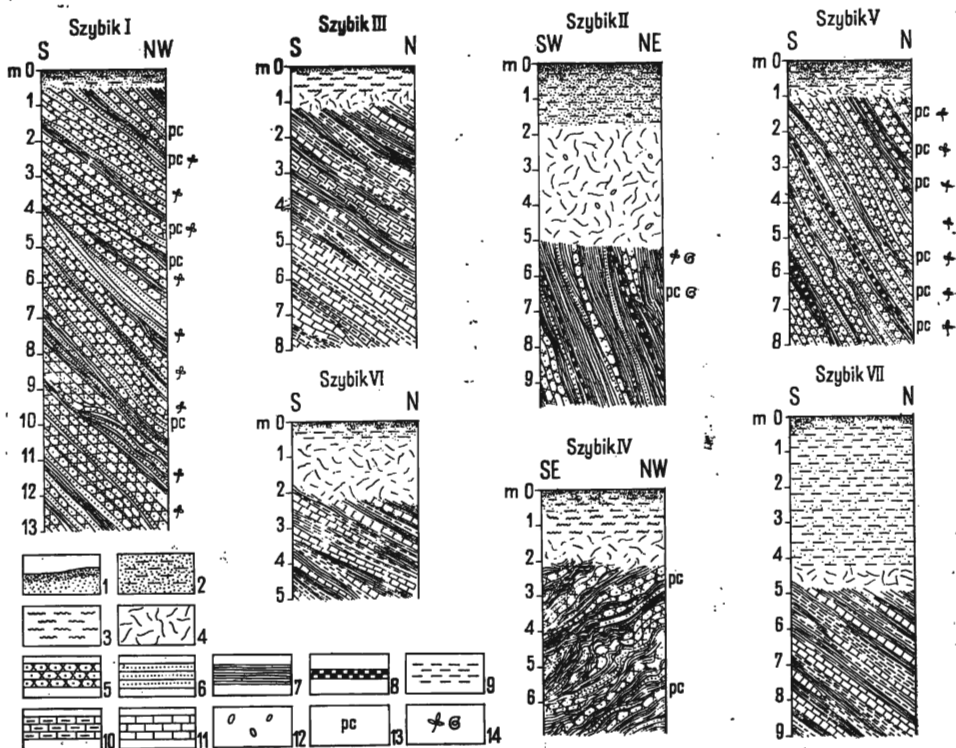 Szybik I
S NW
m 0
1
2
3
4
5
6
7
8
9
10
11
12
13
pc
pc
pc
pc
pc
Szybik III
S N
m 0
1
2
3
4
5
6
7
8
Szybik II
SW NE
m 0
1
2
3
4
5
6
7
8
9
pc
Szybik V
S N
m 0
1
2
3
4
5
6
7
8
pc
pc
pc
pc
pc
pc
Szybik VI
S N
m 0
1
2
3
4
5
Szybik IV
SE NW
m 0
1
2
3
4
5
6
pc
pc
Szybik VII
S N
m 0
1
2
3
4
5
6
7
8
9
1
2
3
4
5
6
7
8
9
10
11
12
pc 13
14